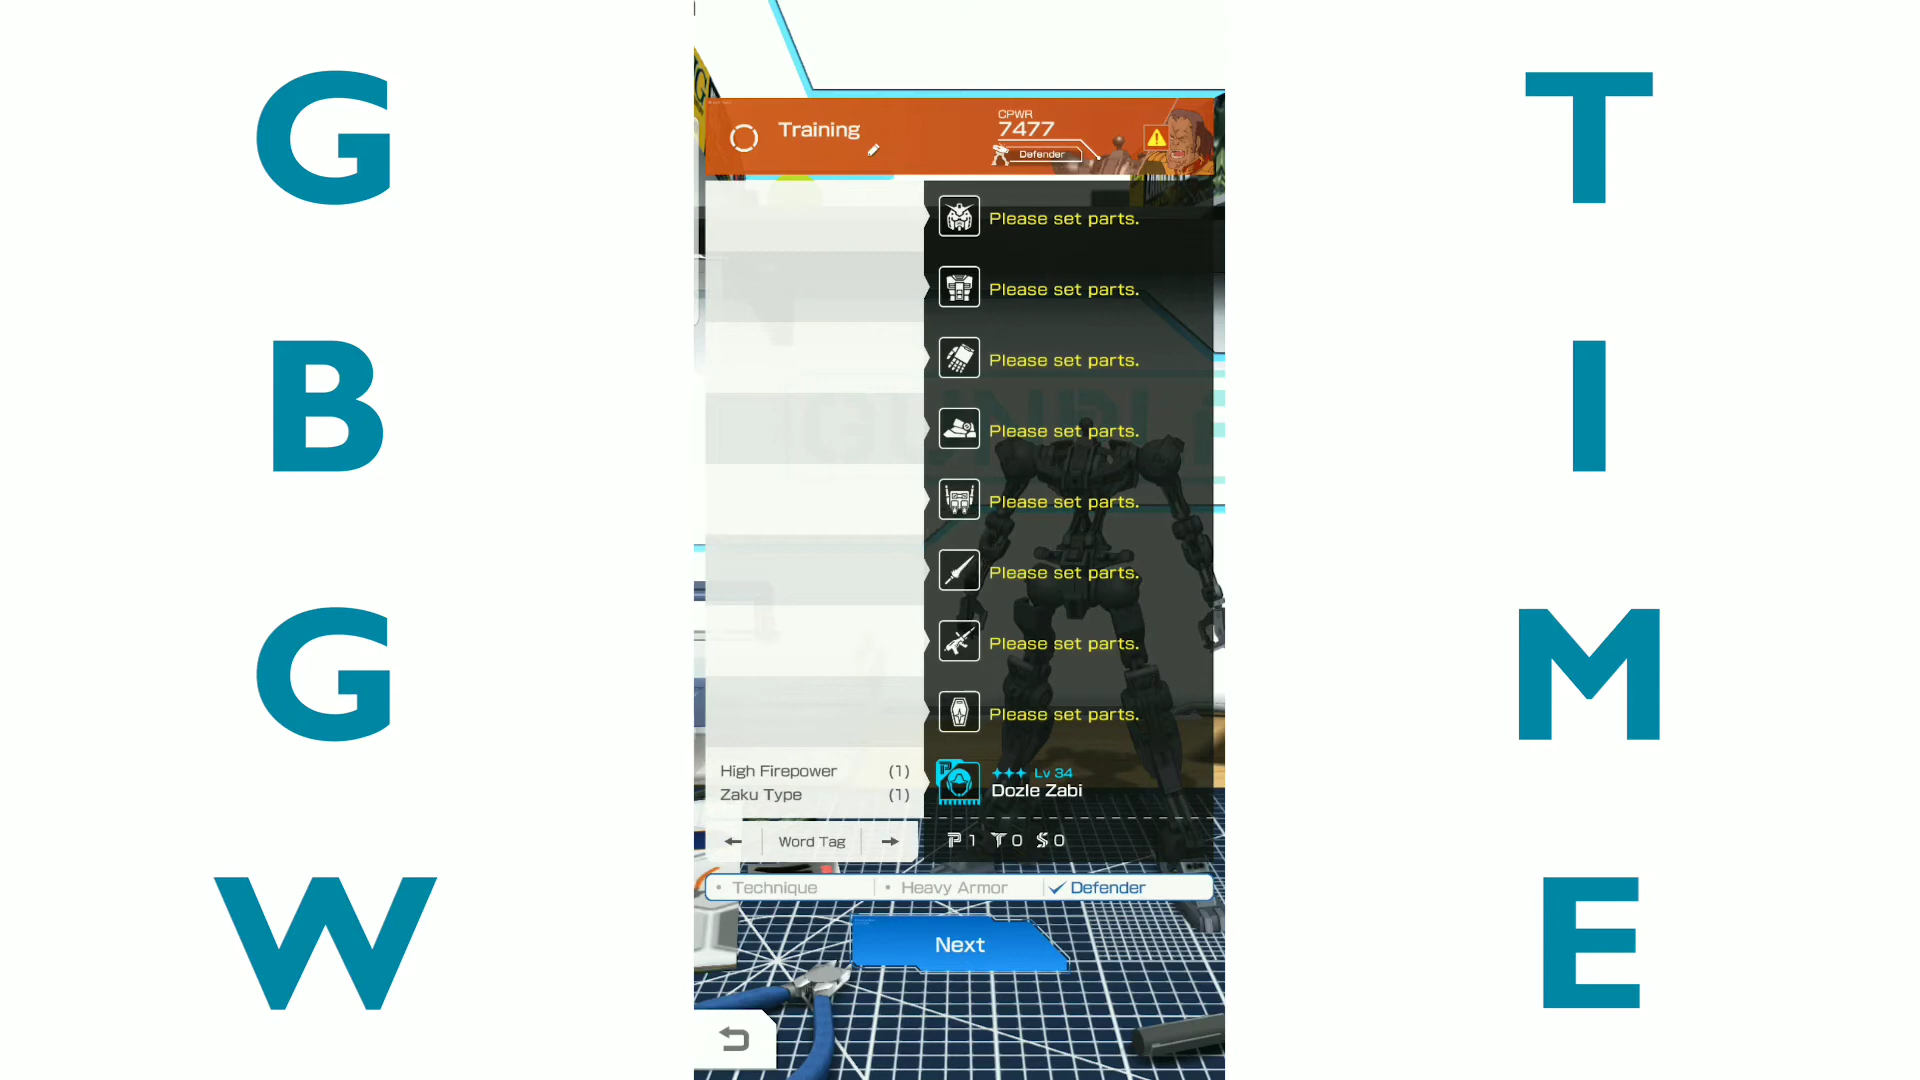 G
B
G
W
T
I
M
E
Training
CPWR
7477
Defender
Please set parts.
Please set parts.
Please set parts.
Please set parts.
Please set parts.
Please set parts.
Please set parts.
Please set parts.
High Firepower (1)
Zaku Type (1)
Lv 34
Dozle Zabi
Word Tag
P 1 T 0 S 0
Technique
Heavy Armor
Defender
Next